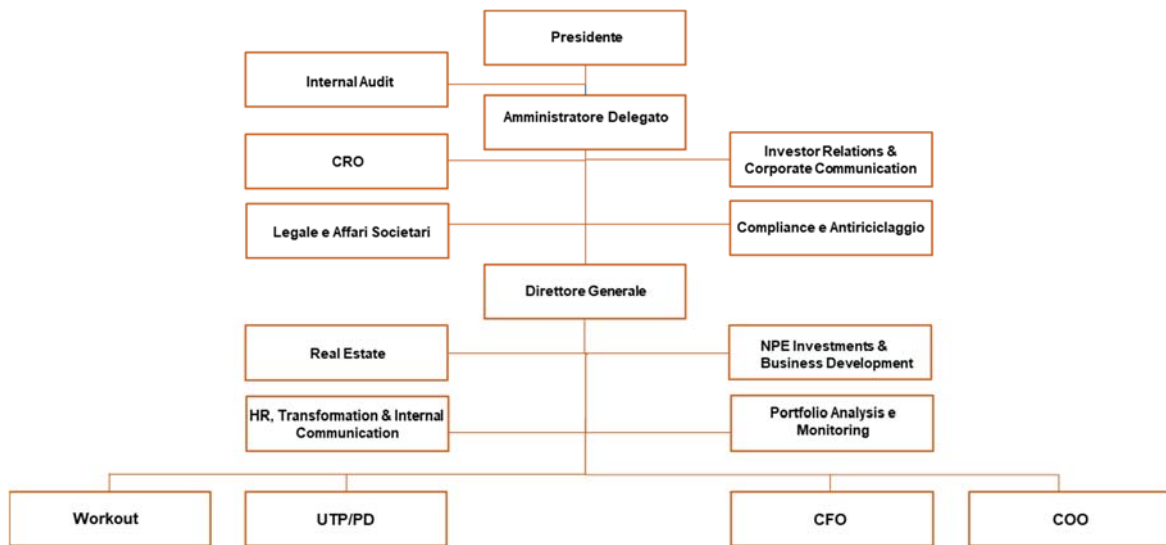 Presidente
Internal Audit
Amministratore Delegato
CRO
Investor Relations &
Corporate Communication
Legale e Affari Societari
Compliance e Antiriciclaggio
Direttore Generale
Real Estate
NPE Investments &
Business Development
HR, Transformation & Internal
Communication
Portfolio Analysis e
Monitoring
Workout
UTP/PD
CFO
COO